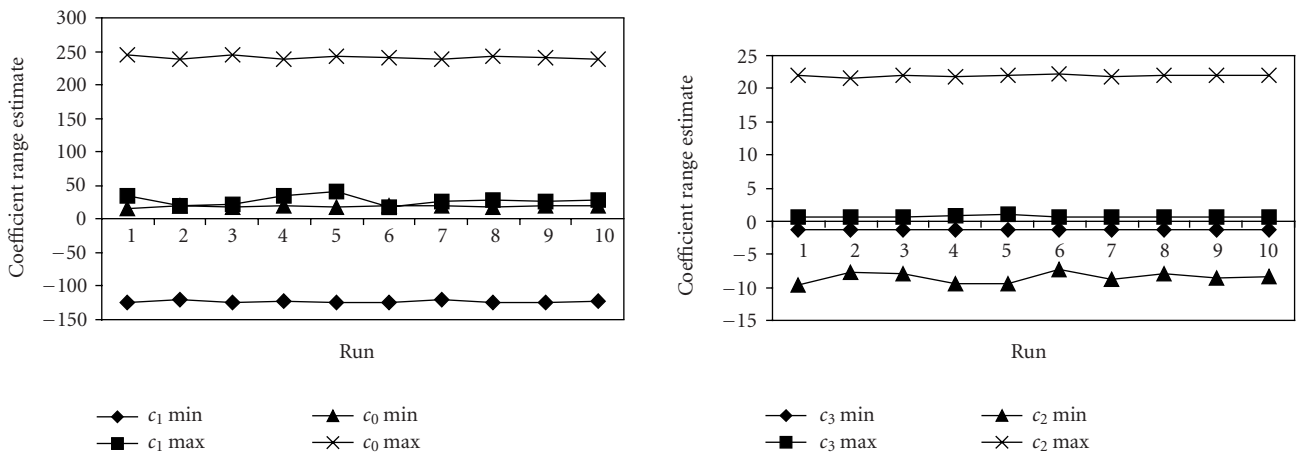 Coefficient range estimate
300
250
200
150
100
50
0
−50
−100
−150
1 2 3 4 5 6 7 8 9 10
Run
c1 min
c0 min
c1 max
c0 max
Coefficient range estimate
25
20
15
10
5
0
−5
−10
−15
1 2 3 4 5 6 7 8 9 10
Run
c3 min
c2 min
c3 max
c2 max